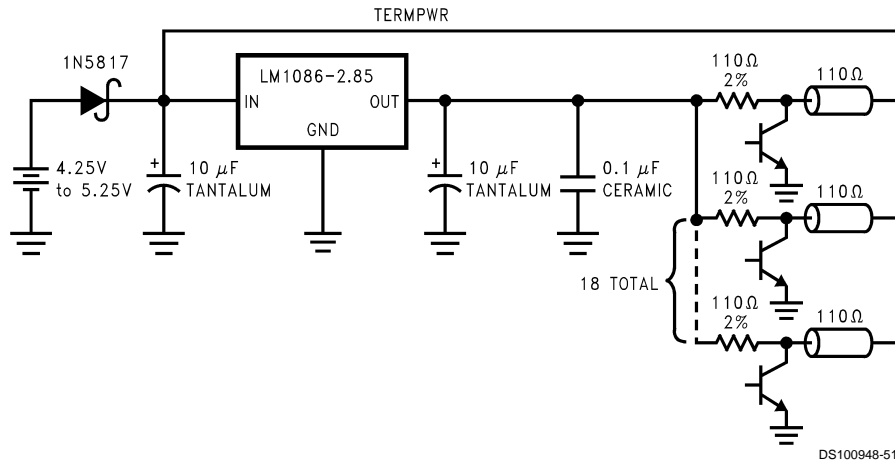 TERMPWR
1N5817
LM1086-2.85
IN
OUT
GND
+
10 μF
TANTALUM
4.25V
to 5.25V
+
10 μF
TANTALUM
0.1 μF
CERAMIC
110Ω
2%
110Ω
110Ω
2%
110Ω
18 TOTAL
110Ω
2%
110Ω
DS100948-51